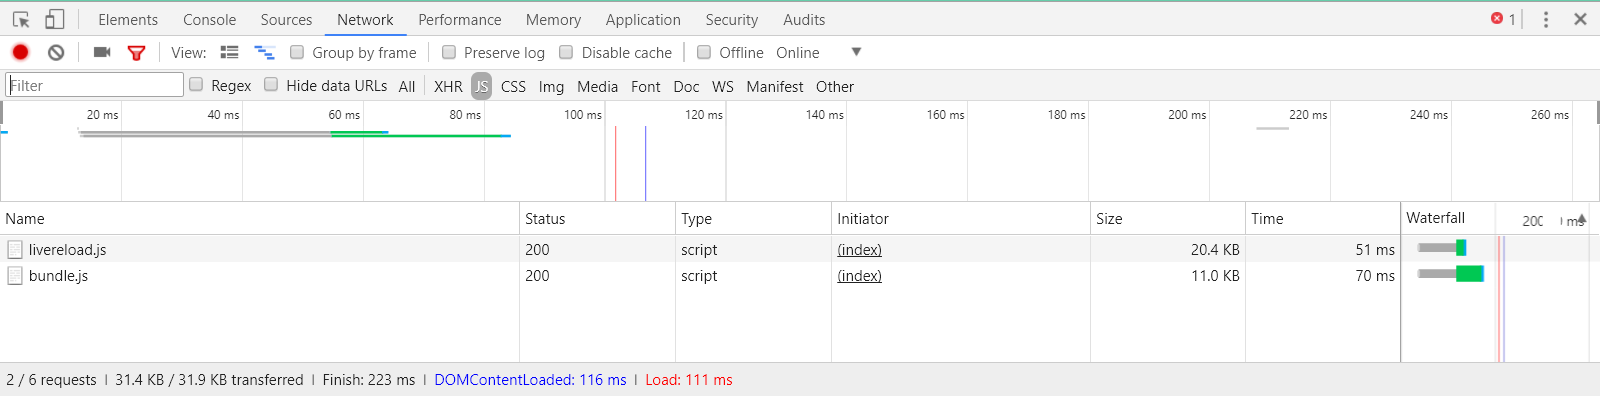 Elements Console Sources Network Performance Memory Application Security Audits 1
View: Group by frame Preserve log Disable cache Offline Online
Filter Regex Hide data URLs All XHR JS CSS Img Media Font Doc WS Manifest Other
20 ms 40 ms 60 ms 80 ms 100 ms 120 ms 140 ms 160 ms 180 ms 200 ms 220 ms 240 ms 260 ms
Name Status Type Initiator Size Time Waterfall 200 ms
livereload.js 200 script (index) 20.4 KB 51 ms
bundle.js 200 script (index) 11.0 KB 70 ms
2 / 6 requests | 31.4 KB / 31.9 KB transferred | Finish: 223 ms | DOMContentLoaded: 116 ms | Load: 111 ms